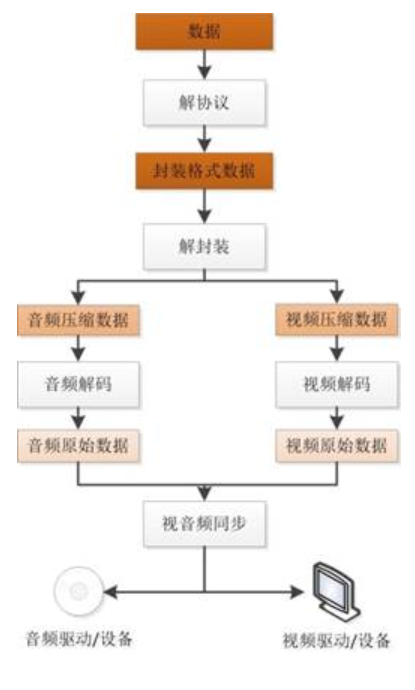 数据
解协议
封装格式数据
解封装
音频压缩数据
视频压缩数据
音频解码
视频解码
音频原始数据
视频原始数据
视音频同步
音频驱动/设备
视频驱动/设备